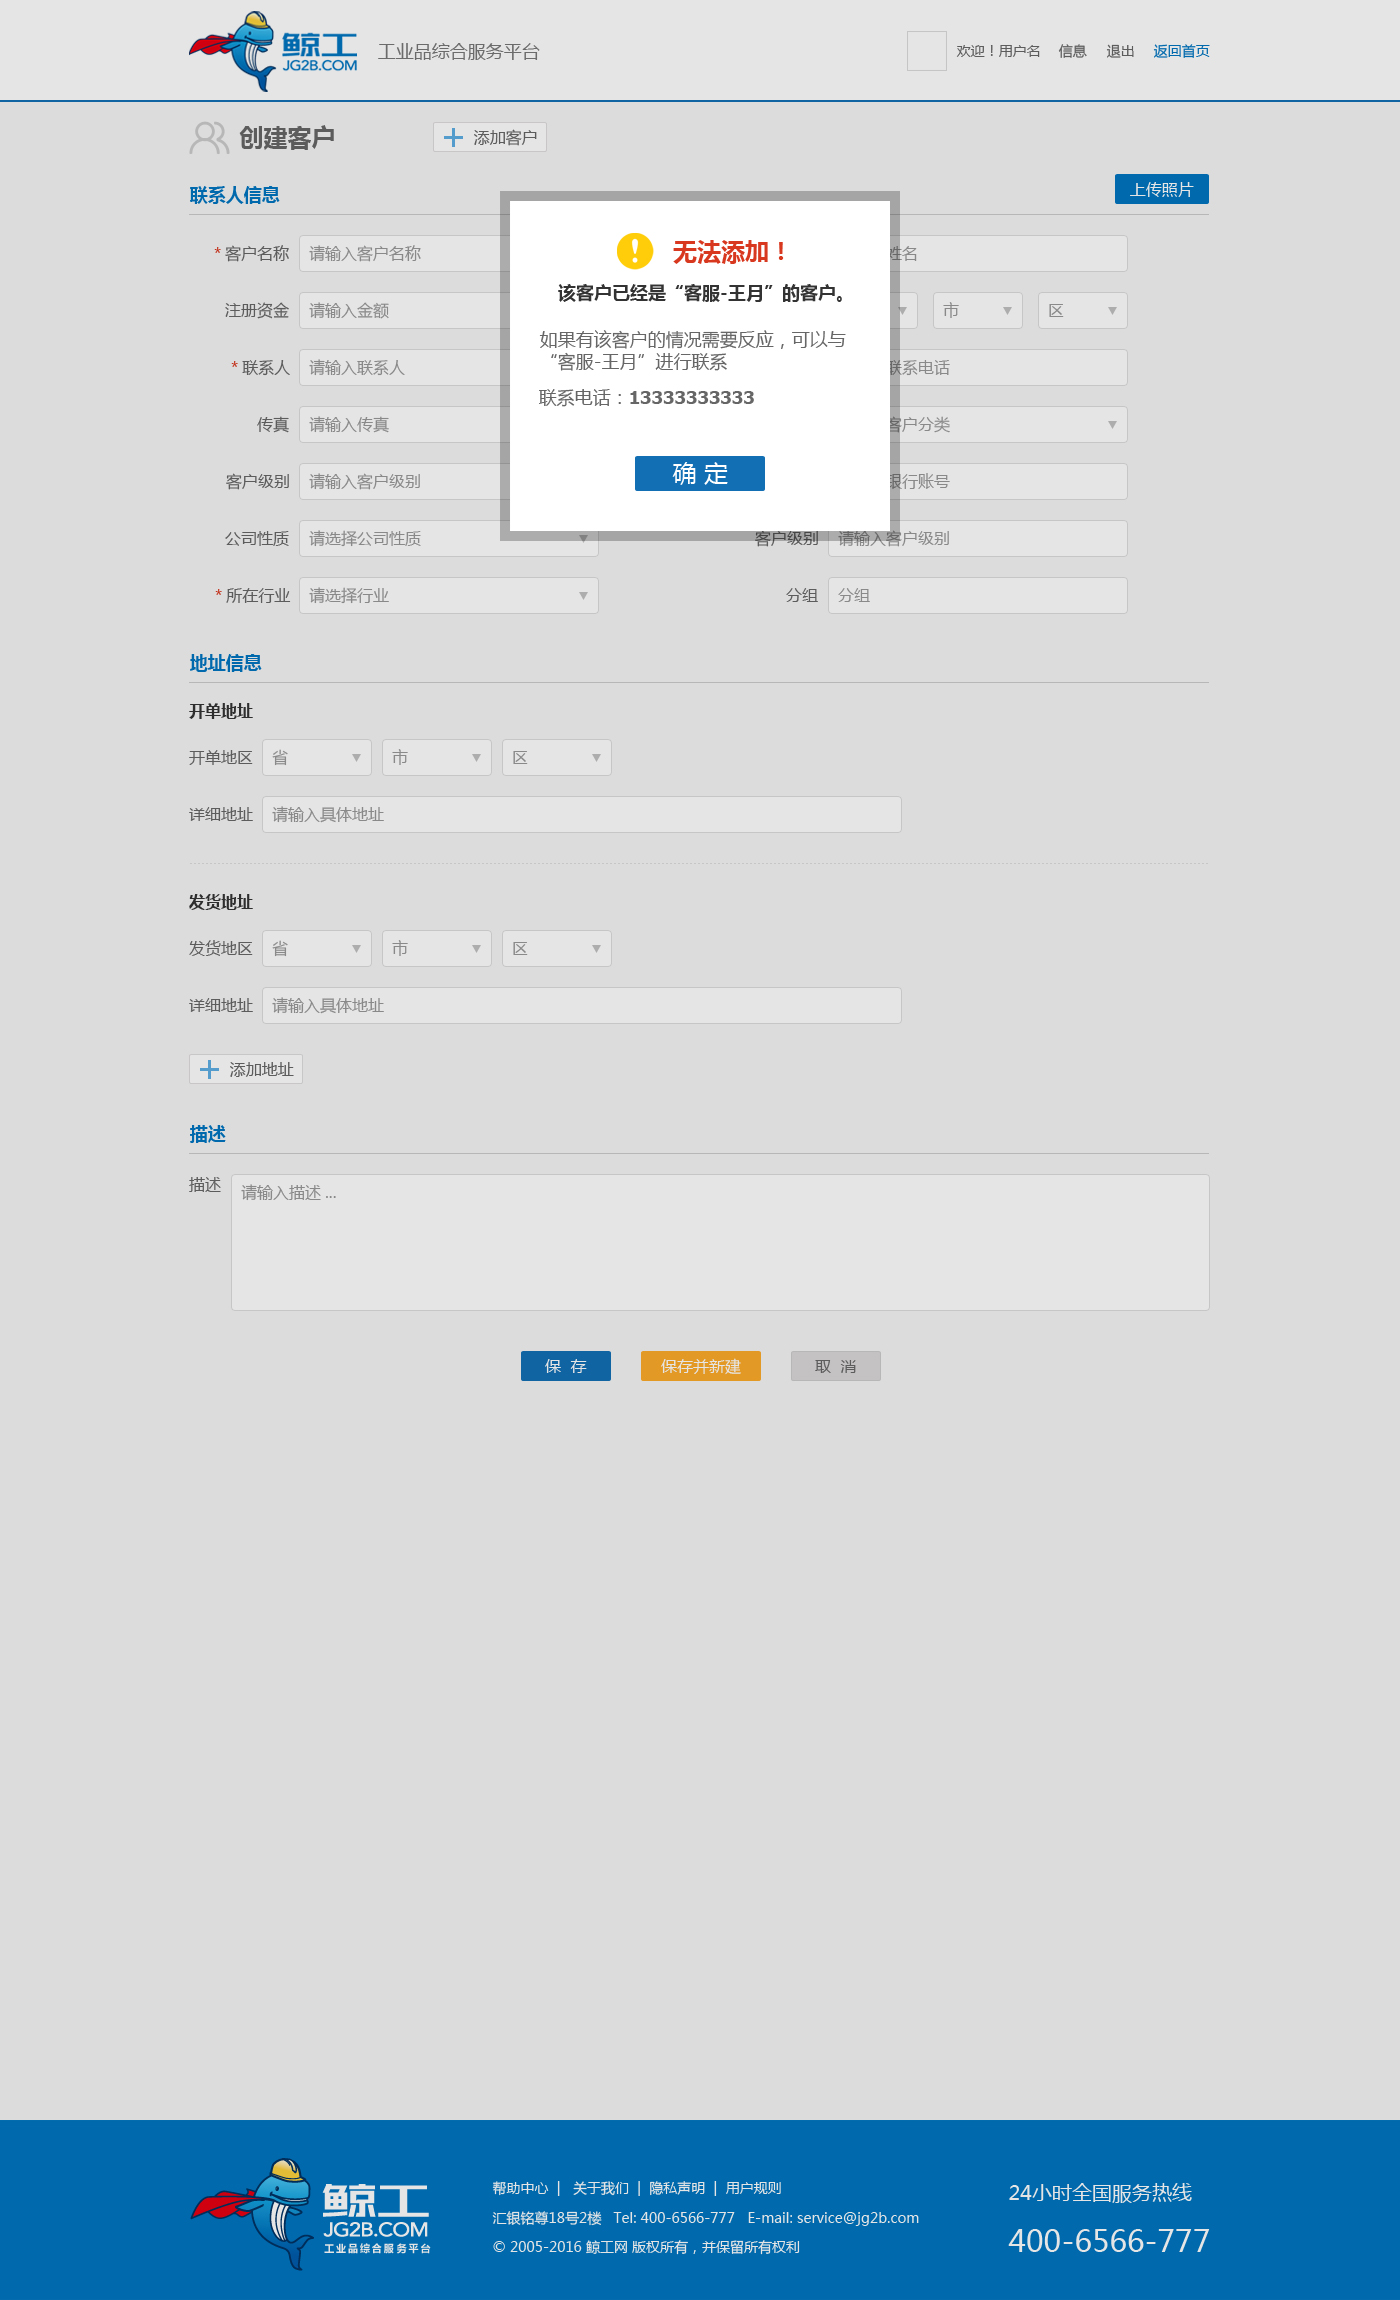 鲸工
JG2B.COM
工业品综合服务平台
欢迎！用户名 信息 退出 返回首页
创建客户
添加客户
联系人信息
上传照片
* 客户名称 请输入客户名称
姓名
注册资金 请输入金额
市 区
* 联系人 请输入联系人
联系电话
传真 请输入传真
客户分类
客户级别 请输入客户级别
银行账号
公司性质 请选择公司性质
客户级别 请输入客户级别
* 所在行业 请选择行业
分组 分组
无法添加！
该客户已经是“客服-王月”的客户。
如果有该客户的情况需要反应，可以与
“客服-王月”进行联系
联系电话：13333333333
确 定
地址信息
开单地址
开单地区 省 市 区
详细地址 请输入具体地址
发货地址
发货地区 省 市 区
详细地址 请输入具体地址
添加地址
描述
描述 请输入描述 ...
保 存 保存并新建 取 消
鲸工
JG2B.COM
工业品综合服务平台
帮助中心 | 关于我们 | 隐私声明 | 用户规则
汇银铭尊18号2楼 Tel: 400-6566-777 E-mail: service@jg2b.com
© 2005-2016 鲸工网 版权所有，并保留所有权利
24小时全国服务热线
400-6566-777